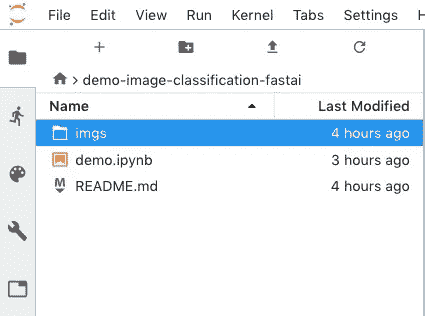 File Edit View Run Kernel Tabs Settings H
demo-image-classification-fastai
Name Last Modified
imgs 4 hours ago
demo.ipynb 3 hours ago
README.md 4 hours ago